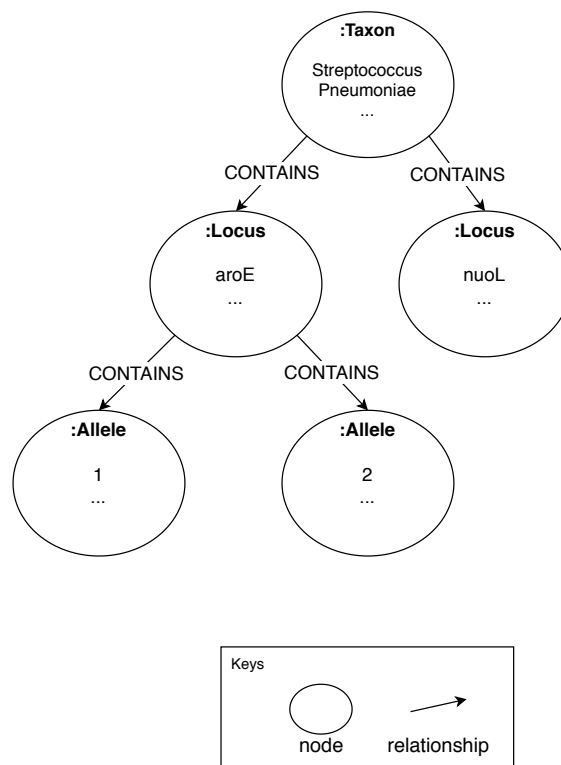 :Taxon
Streptococcus
Pneumoniae
...
CONTAINS
CONTAINS
:Locus
aroE
...
:Locus
nuoL
...
CONTAINS
CONTAINS
:Allele
1
...
:Allele
2
...
Keys
node
relationship